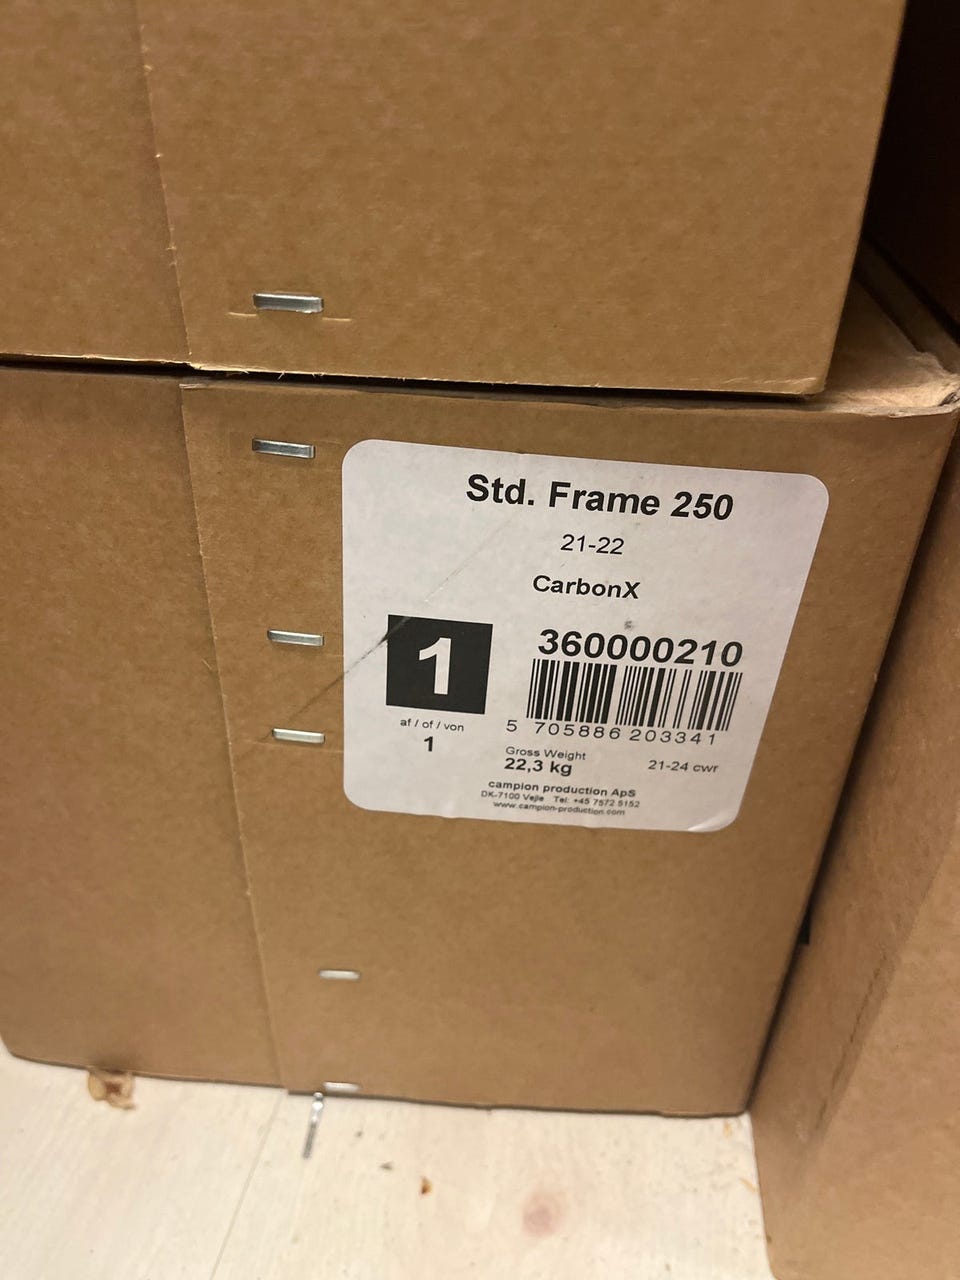 Std. Frame 250
21-22
CarbonX
1
af / of / von
1
360000210
5 705886 203341
Gross Weight
22,3 kg
21-24 cwr
campion production ApS
DK-7100 Vejle Tel: +45 7572 5152
www.campion-production.com